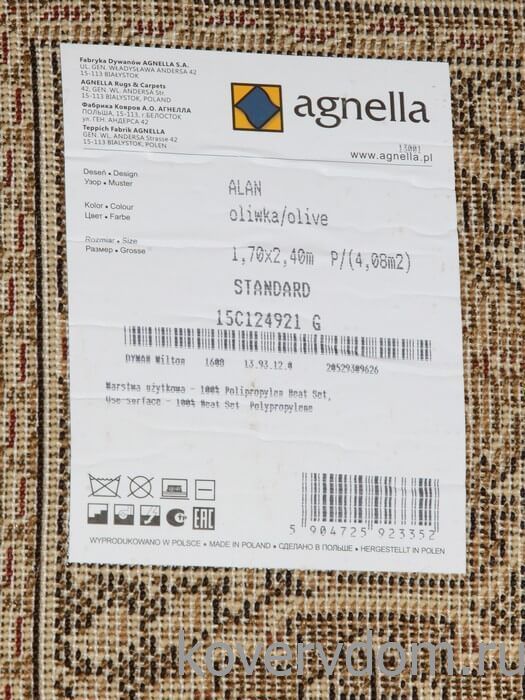 Fabryka Dywanów AGNELLA S.A.
UL. GEN. WŁADYSŁAWA ANDERSA 42
15-113 BIAŁYSTOK
AGNELLA Rugs & Carpets
42, GEN. WL. ANDERSA Str.
15-113 BIALYSTOK, POLAND
Фабрика Ковров А.О. АГНЕЛЛА
ПОЛЬША, 15-113, г.БЕЛОСТОК
ул. ГЕН. АНДЕРСА 42
Teppich Fabrik AGNELLA
GEN. WL. ANDERSA Strasse 42
15-113 BIALYSTOK, POLEN
agnella
13001
www.agnella.pl
Deseń • Design
Узор • Muster
ALAN
Kolor • Colour
Цвет • Farbe
oliwka/olive
Rozmiar • Size
Размер • Grosse
1,70x2,40m P/(4,08m2)
STANDARD
15C124921 G
DYWAN Wilton 1608 13.93.12.0 20529309626
Warstwa użytkowa - 100% Polipropylen Heat Set,
Use surface - 100% Heat Set Polypropylene
EAC
5 904725 923352
WYPRODUKOWANO W POLSCE • MADE IN POLAND • СДЕЛАНО В ПОЛЬШЕ • HERGESTELLT IN POLEN
kovervdom.ru